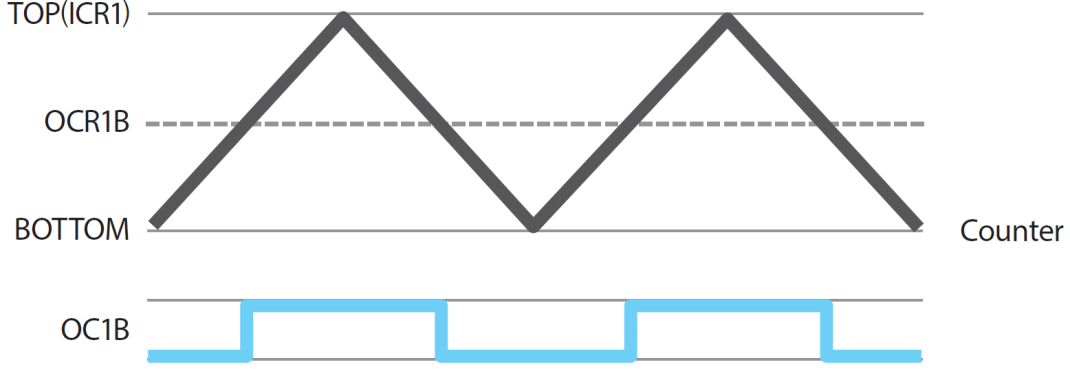 TOP(ICR1)
OCR1B
BOTTOM
Counter
OC1B